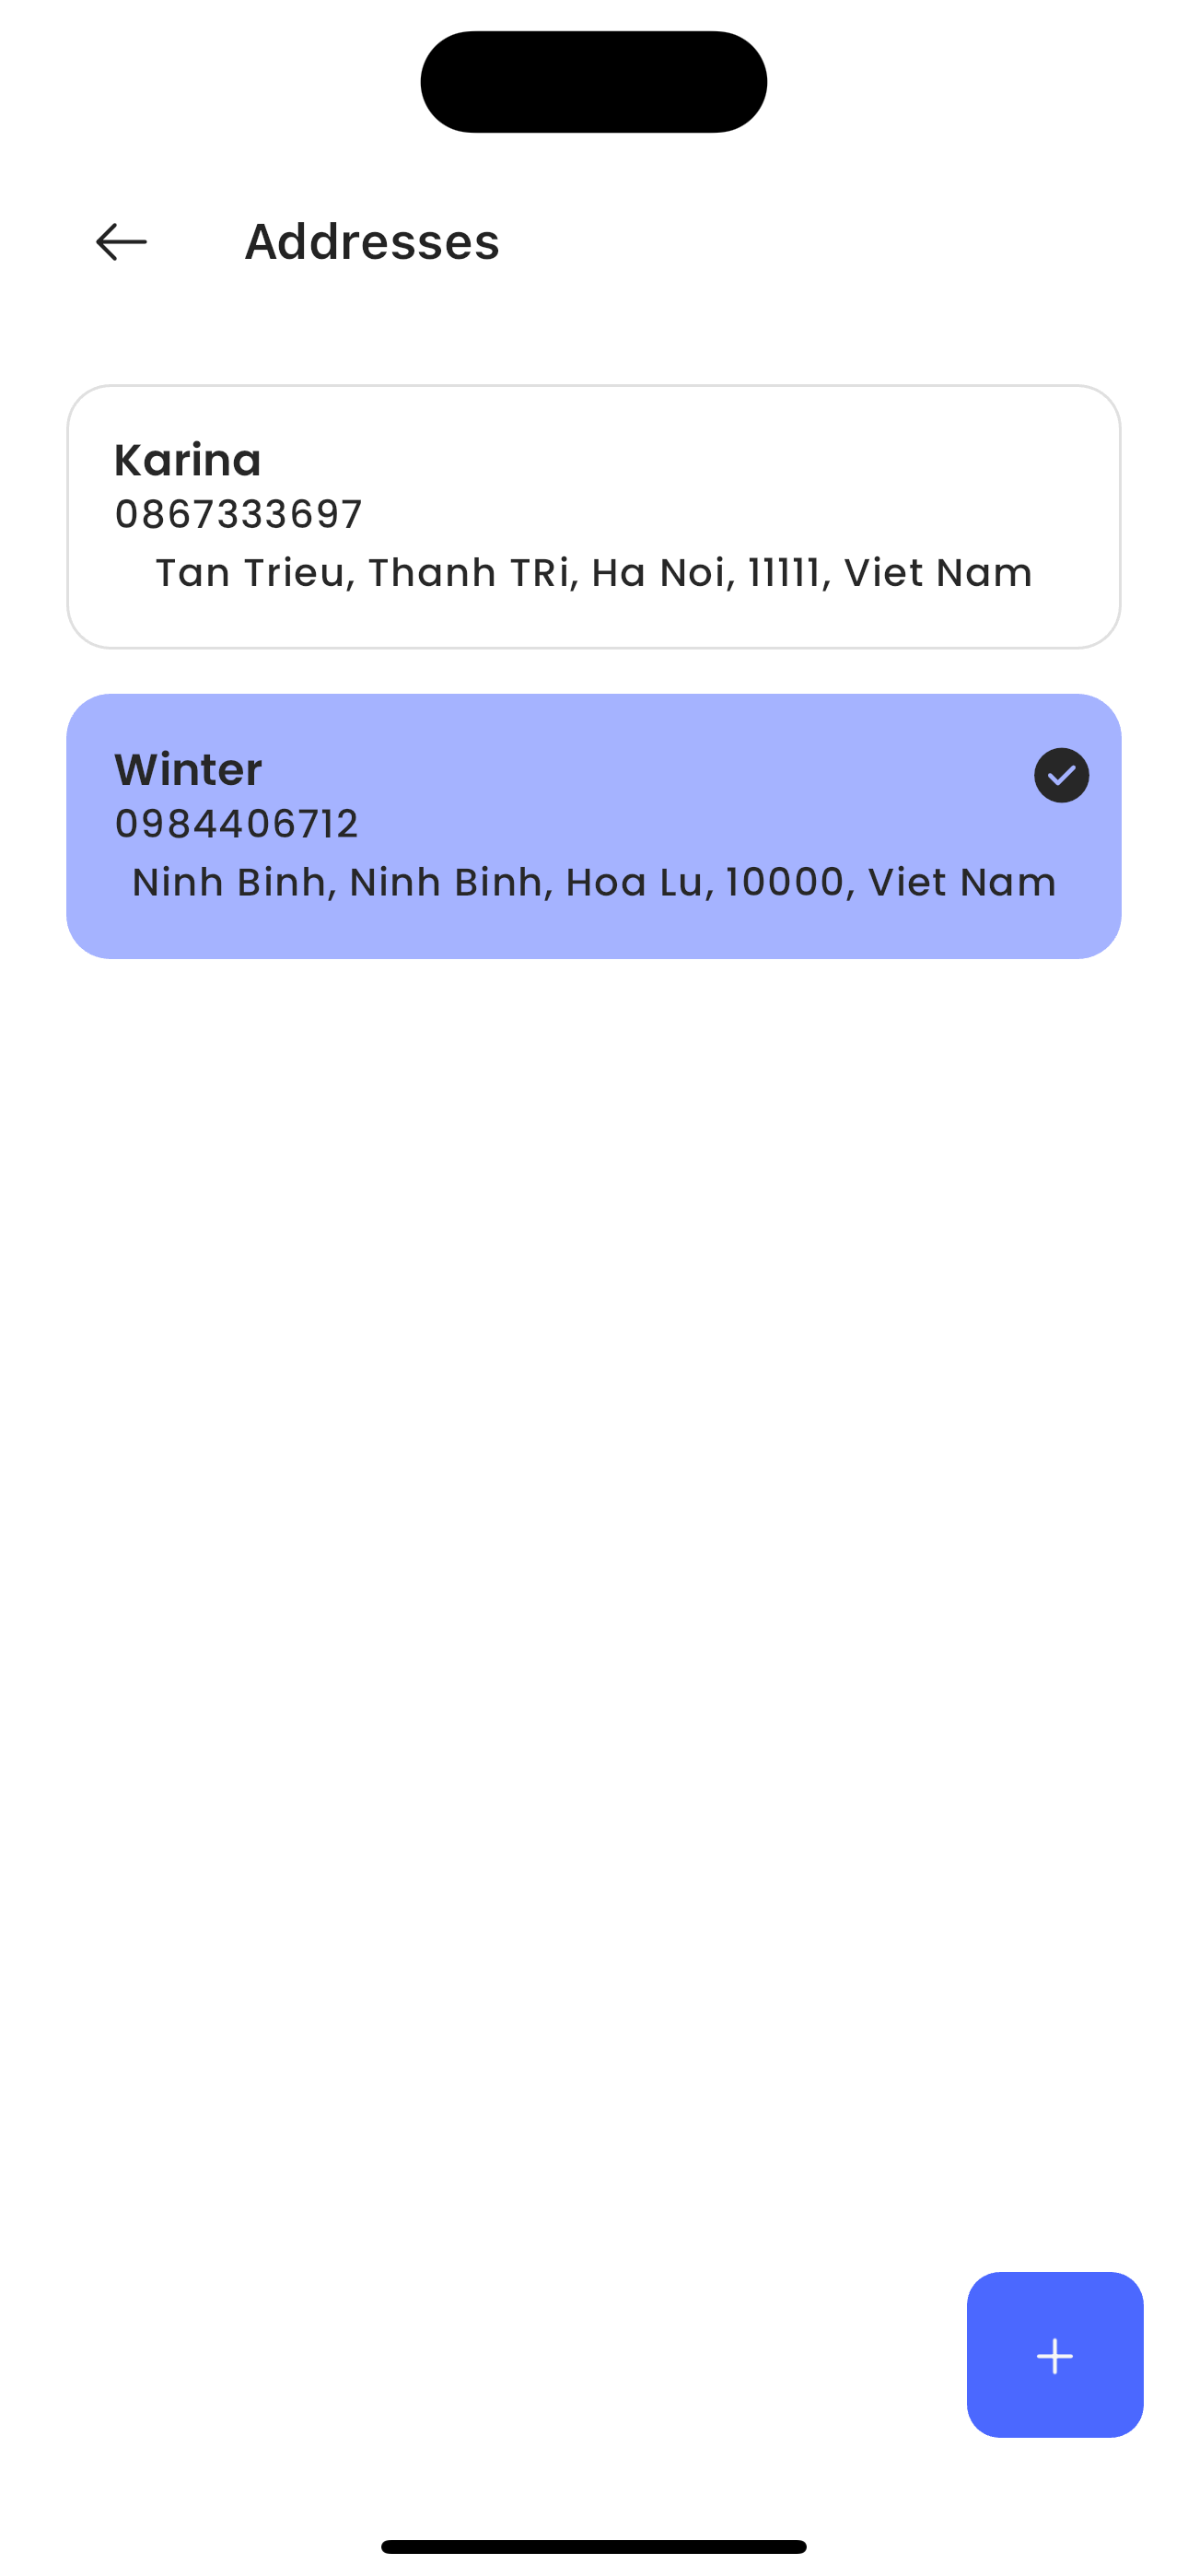 Addresses
Karina
0867333697
Tan Trieu, Thanh TRi, Ha Noi, 11111, Viet Nam
Winter
0984406712
Ninh Binh, Ninh Binh, Hoa Lu, 10000, Viet Nam